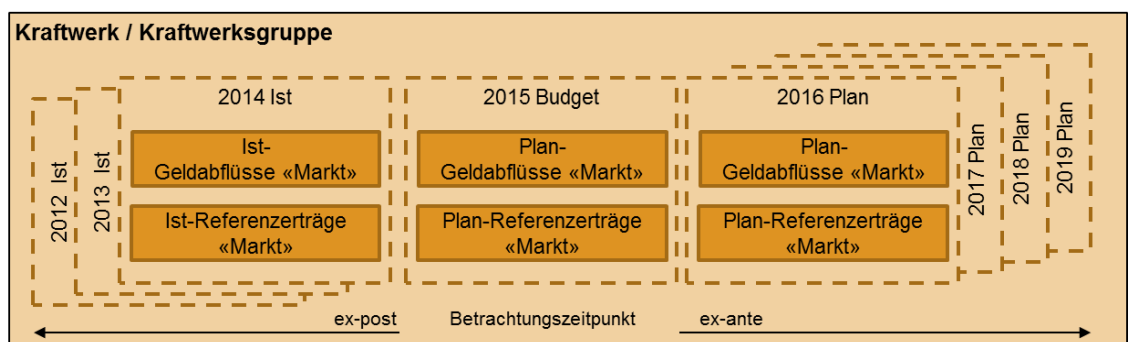 Kraftwerk / Kraftwerksgruppe
2012 Ist
2013 Ist
2014 Ist
Ist-
Geldabflüsse «Markt»
Ist-Referenzerträge
«Markt»
2015 Budget
Plan-
Geldabflüsse «Markt»
Plan-Referenzerträge
«Markt»
2016 Plan
Plan-
Geldabflüsse «Markt»
Plan-Referenzerträge
«Markt»
2017 Plan
2018 Plan
2019 Plan
ex-post
Betrachtungszeitpunkt
ex-ante